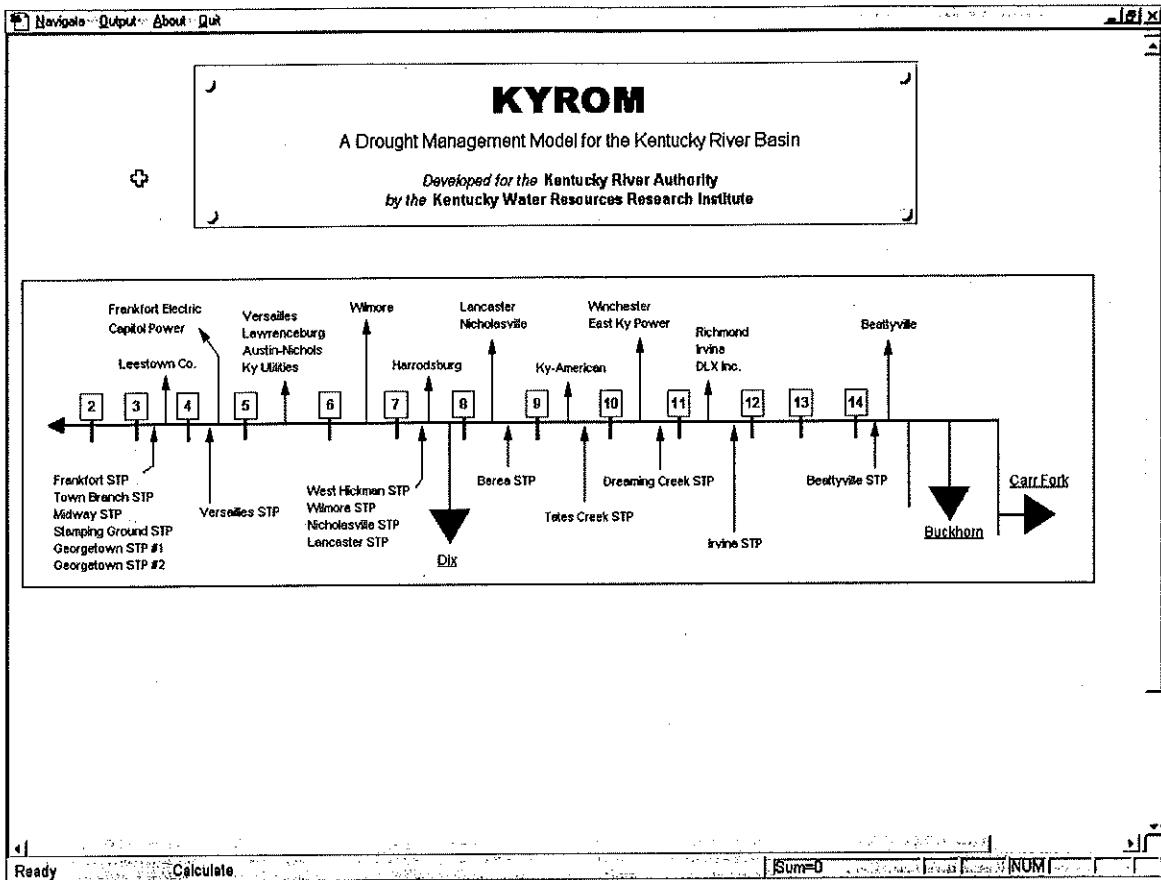 Navigate Output About Quit
KYROM
A Drought Management Model for the Kentucky River Basin
Developed for the Kentucky River Authority
by the Kentucky Water Resources Research Institute
Frankfort Electric
Capitol Power
Leestown Co.
Versailles
Lawrenceburg
Austin-Nichols
Ky Utilities
Wilmore
Harrodsburg
Lancaster
Nicholasville
Ky-American
Winchester
East Ky Power
Richmond
Irvine
DLX Inc.
Beattyville
2 3 4 5 6 7 8 9 10 11 12 13 14
Frankfort STP
Town Branch STP
Midway STP
Stamping Ground STP
Georgetown STP #1
Georgetown STP #2
Versailles STP
West Hickman STP
Wilmore STP
Nicholasville STP
Lancaster STP
Dix
Berea STP
Tates Creek STP
Dreaming Creek STP
Irvine STP
Beattyville STP
Buckhorn
Carr Fork
Ready Calculate Sum=0 NUM